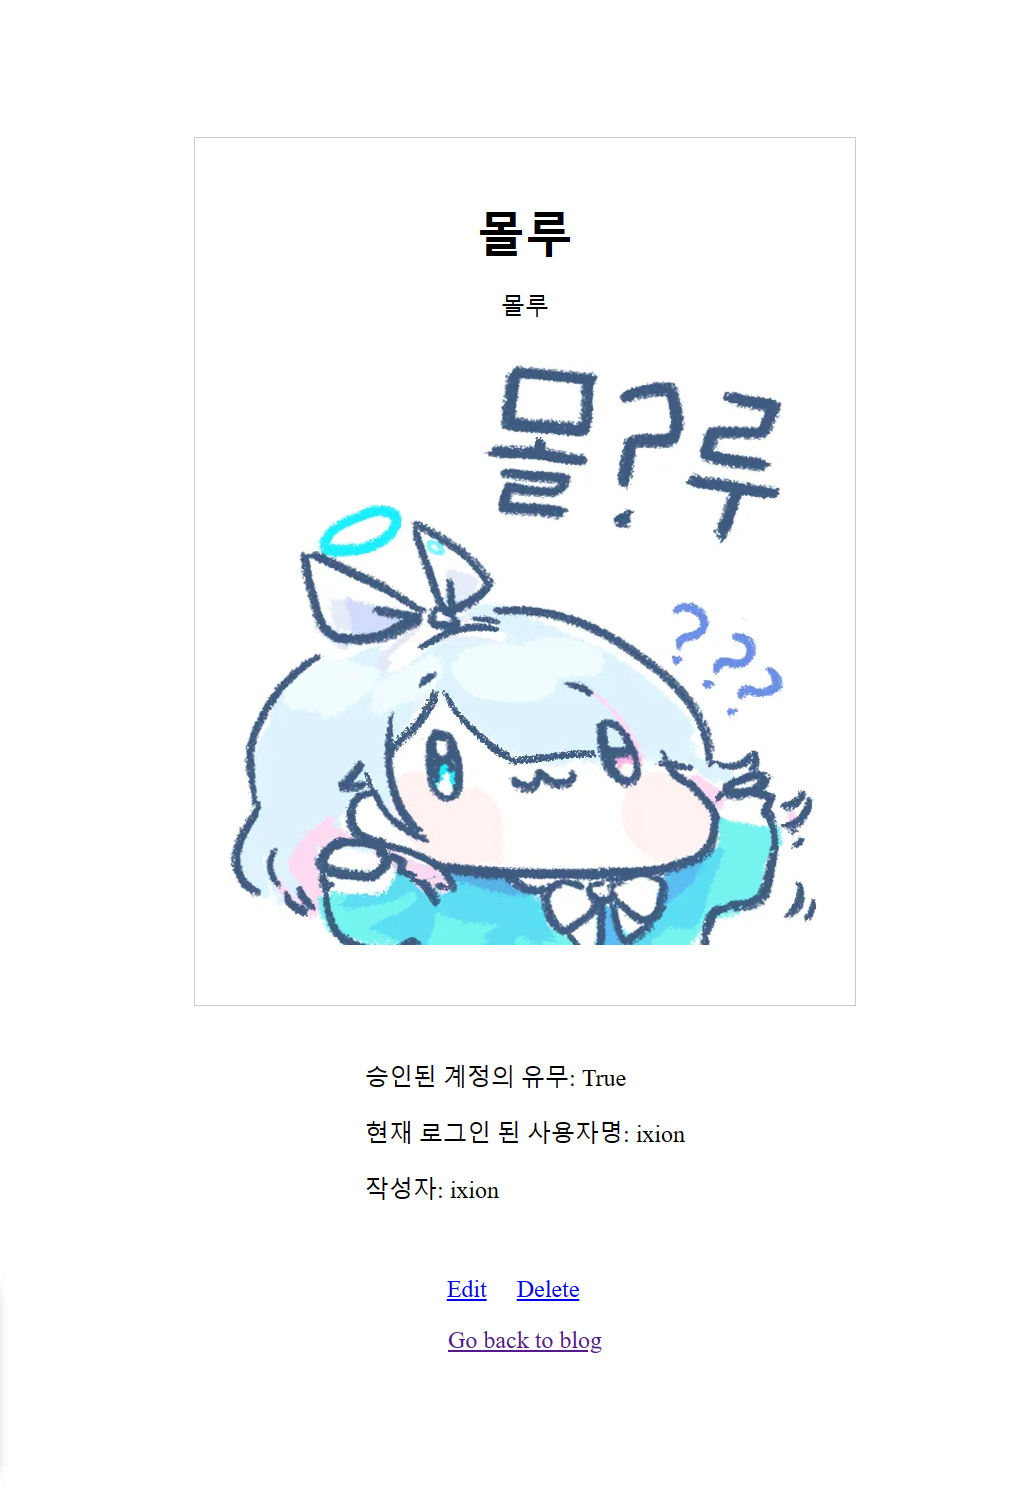 몰루
몰루
몰?루
???
승인된 계정의 유무: True
현재 로그인 된 사용자명: ixion
작성자: ixion
Edit Delete
Go back to blog